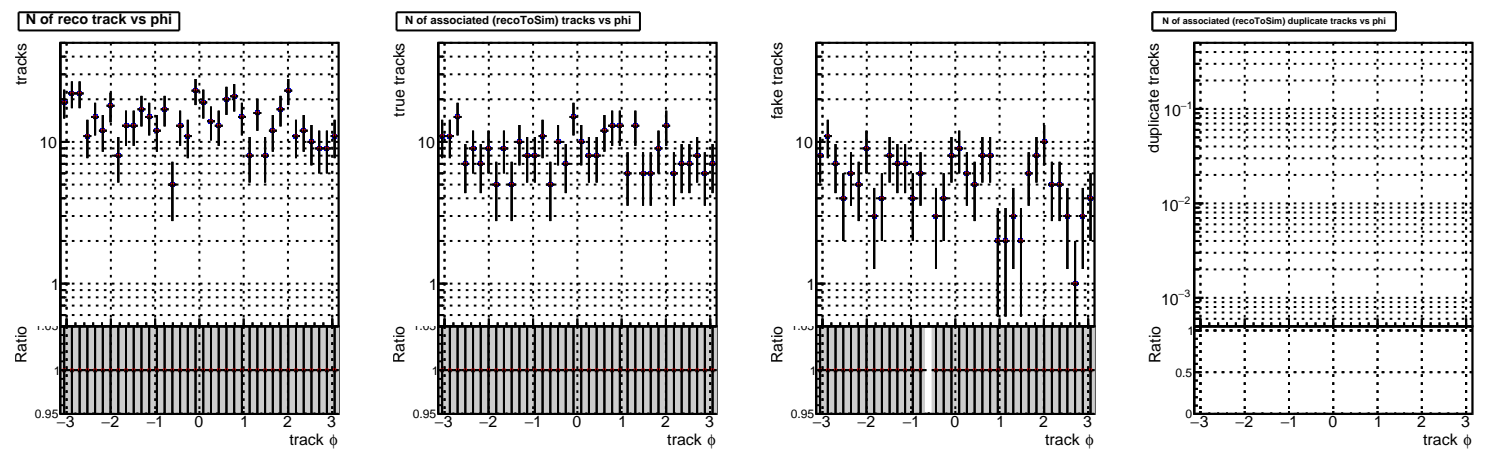 N of reco track vs phi
tracks
10
1
Ratio
1.05
1
0.95
−3 −2 −1 0 1 2 3
track ϕ
N of associated (recoToSim) tracks vs phi
true tracks
10
1
Ratio
1.05
1
0.95
−3 −2 −1 0 1 2 3
track ϕ
fake tracks
10
1
Ratio
1.05
1
0.95
−3 −2 −1 0 1 2 3
track ϕ
N of associated (recoToSim) duplicate tracks vs phi
duplicate tracks
10⁻¹
10⁻²
10⁻³
Ratio
1
0.5
0
−3 −2 −1 0 1 2 3
track ϕ